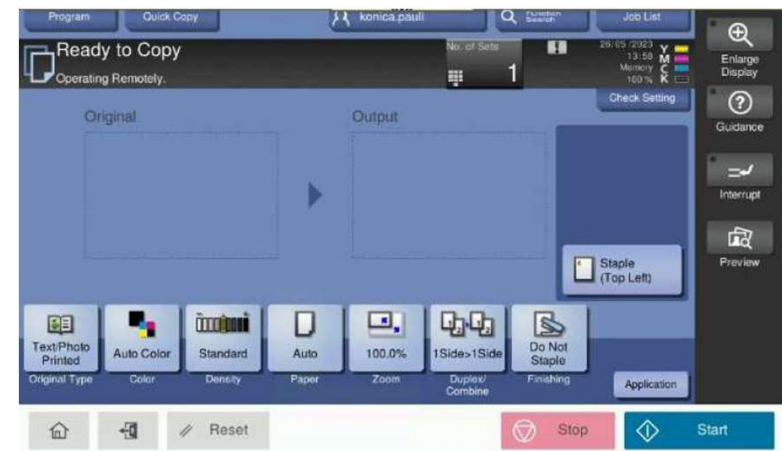 Program
Quick Copy
konica.pauli
Function
Search
Job List
Ready to Copy
Operating Remotely.
No. of Sets
1
26/05/2023
13:58
Memory
100 %
Y
M
C
K
Enlarge
Display
Check Setting
Guidance
Original
Output
Interrupt
Preview
Staple
(Top Left)
Text/Photo
Printed
Auto Color
Standard
Auto
100.0%
1Side>1Side
Do Not
Staple
Original Type
Color
Density
Paper
Zoom
Duplex/
Combine
Finishing
Application
Reset
Stop
Start